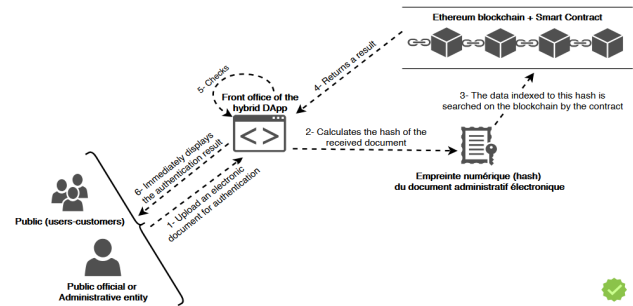 Ethereum blockchain + Smart Contract
5- Checks
4- Returns a result
Front office of the
hybrid DApp
3- The data indexed to this hash is
searched on the blockchain by the contract
2- Calculates the hash of the
received document
Empreinte numérique (hash)
du document administratif électronique
6- Immediately displays
the authentication result
1- Upload an electronic
document for authentication
Public (users-customers)
Public official or
Administrative entity